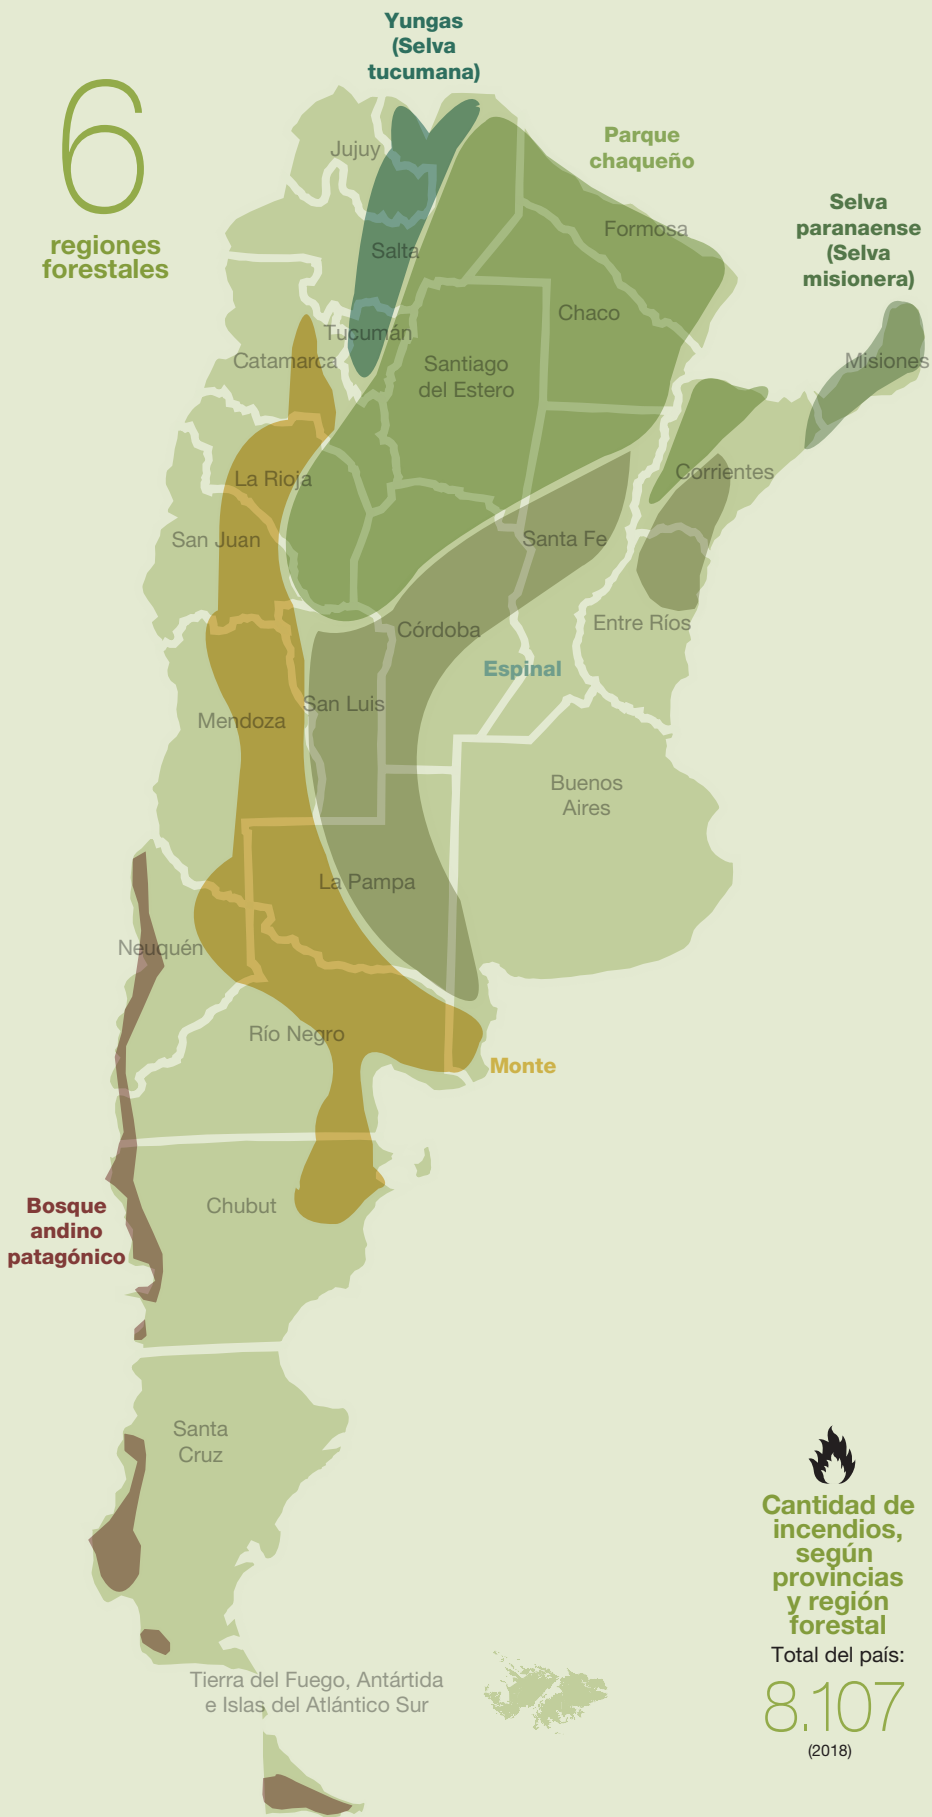 Yungas
(Selva
tucumana)
6
regiones
forestales
Jujuy
Parque
chaqueño
Selva
paranaense
(Selva
misionera)
Formosa
Salta
Chaco
Tucumán
Catamarca
Santiago
del Estero
Misiones
La Rioja
Corrientes
San Juan
Santa Fe
Córdoba
Entre Ríos
Espinal
San Luis
Mendoza
Buenos
Aires
La Pampa
Neuquén
Río Negro
Monte
Bosque
andino
patagónico
Chubut
Santa
Cruz
Cantidad de
incendios,
según
provincias
y región
forestal
Total del país:
8.107
(2018)
Tierra del Fuego, Antártida
e Islas del Atlántico Sur